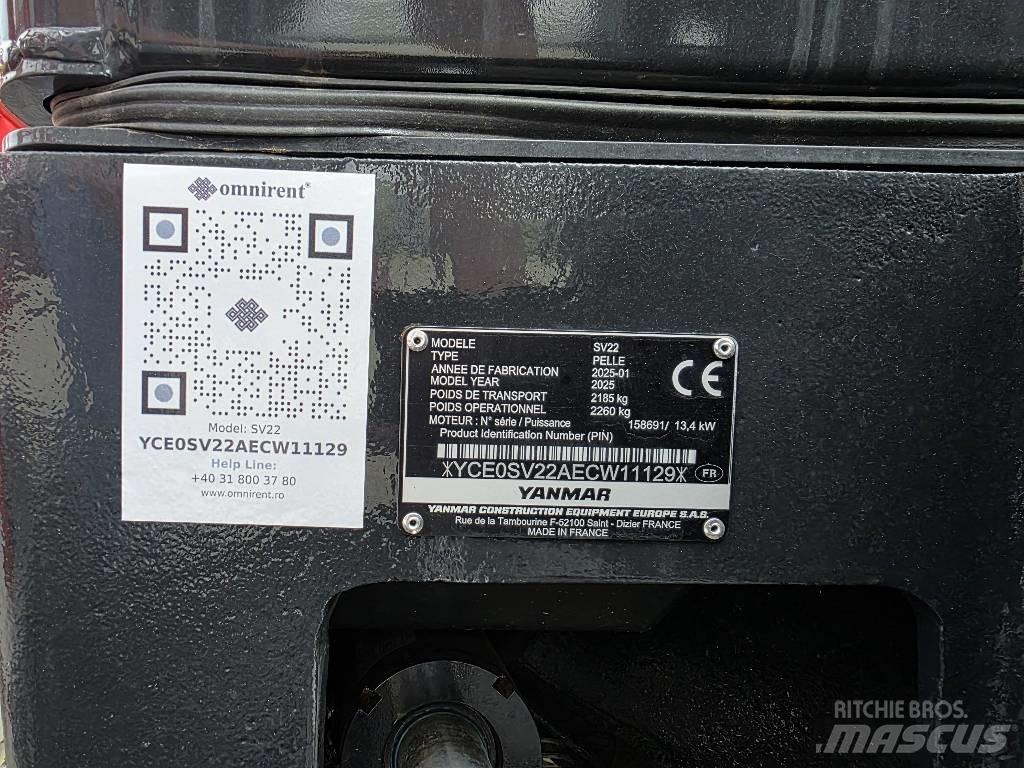 omnirent®
Model: SV22
YCE0SV22AECW11129
Help Line:
+40 31 800 37 80
www.omnirent.ro
MODELE SV22
TYPE PELLE
ANNEE DE FABRICATION 2025-01
MODEL YEAR 2025
POIDS DE TRANSPORT 2185 kg
POIDS OPERATIONNEL 2260 kg
MOTEUR : N° série / Puissance 158691/ 13,4 kW
Product Identification Number (PIN)
*YCE0SV22AECW11129*
FR
CE
YANMAR
YANMAR CONSTRUCTION EQUIPMENT EUROPE S.A.S.
Rue de la Tambourine F-52100 Saint - Dizier FRANCE
MADE IN FRANCE
RITCHIE BROS.
MASCUS